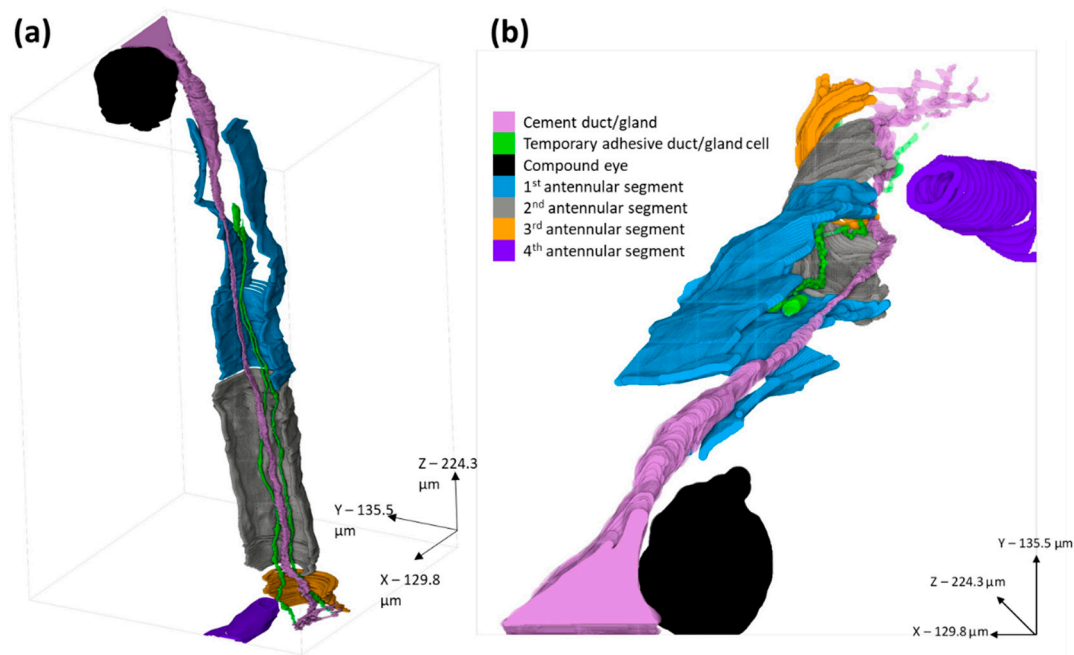 (a)
(b)
Cement duct/gland
Temporary adhesive duct/gland cell
Compound eye
1st antennular segment
2nd antennular segment
3rd antennular segment
4th antennular segment
Z – 224.3
µm
Y – 135.5
µm
X – 129.8
µm
Y – 135.5 µm
Z – 224.3 µm
X – 129.8 µm